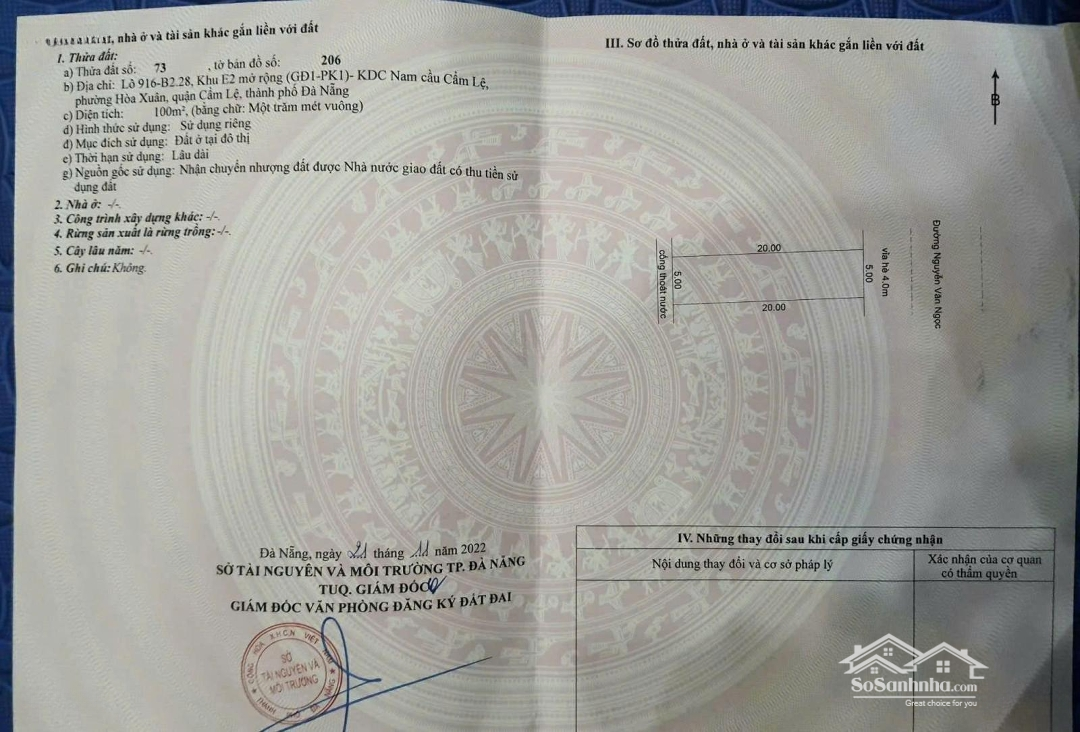 , nhà ở và tài sản khác gắn liền với đất
1. Thửa đất:
a) Thửa đất số: 73 , tờ bản đồ số: 206
b) Địa chỉ: Lô 916-B2.28, Khu E2 mở rộng (GĐ1-PK1)- KDC Nam cầu Cẩm Lệ,
phường Hòa Xuân, quận Cẩm Lệ, thành phố Đà Nẵng
c) Diện tích: 100m², (bằng chữ: Một trăm mét vuông)
d) Hình thức sử dụng: Sử dụng riêng
đ) Mục đích sử dụng: Đất ở tại đô thị
e) Thời hạn sử dụng: Lâu dài
g) Nguồn gốc sử dụng: Nhận chuyển nhượng đất được Nhà nước giao đất có thu tiền sử
dụng đất
2. Nhà ở: -/-.
3. Công trình xây dựng khác: -/-.
4. Rừng sản xuất là rừng trồng: -/-.
5. Cây lâu năm: -/-.
6. Ghi chú: Không.
Đà Nẵng, ngày 21 tháng 11 năm 2022
SỞ TÀI NGUYÊN VÀ MÔI TRƯỜNG TP. ĐÀ NẴNG
TUQ. GIÁM ĐỐC
GIÁM ĐỐC VĂN PHÒNG ĐĂNG KÝ ĐẤT ĐAI
CỘNG HÒA X.H.C.N VIỆT NAM
SỞ
TÀI NGUYÊN VÀ
MÔI TRƯỜNG
THÀNH PHỐ ĐÀ NẴNG
III. Sơ đồ thửa đất, nhà ở và tài sản khác gắn liền với đất
B
20.00
cống thoát nước
5.00
5.00
vỉa hè 4.0m
Đường Nguyễn Văn Ngọc
20.00
IV. Những thay đổi sau khi cấp giấy chứng nhận
Nội dung thay đổi và cơ sở pháp lý
Xác nhận của cơ quan
có thẩm quyền
SoSanhnha.com
Great choice for you